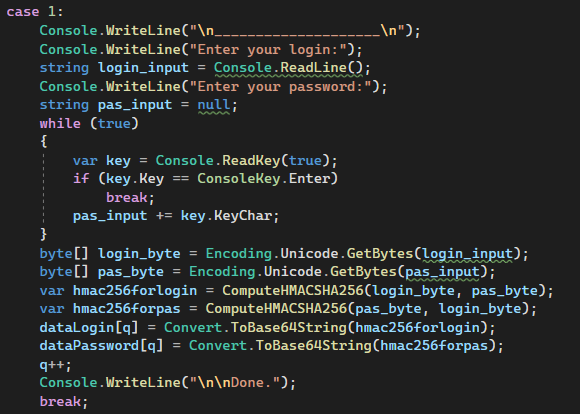 case 1:
    Console.WriteLine("\n____________________\n");
    Console.WriteLine("Enter your login:");
    string login_input = Console.ReadLine();
    Console.WriteLine("Enter your password:");
    string pas_input = null;
    while (true)
    {
        var key = Console.ReadKey(true);
        if (key.Key == ConsoleKey.Enter)
            break;
        pas_input += key.KeyChar;
    }
    byte[] login_byte = Encoding.Unicode.GetBytes(login_input);
    byte[] pas_byte = Encoding.Unicode.GetBytes(pas_input);
    var hmac256forlogin = ComputeHMACSHA256(login_byte, pas_byte);
    var hmac256forpas = ComputeHMACSHA256(pas_byte, login_byte);
    dataLogin[q] = Convert.ToBase64String(hmac256forlogin);
    dataPassword[q] = Convert.ToBase64String(hmac256forpas);
    q++;
    Console.WriteLine("\n\nDone.");
    break;